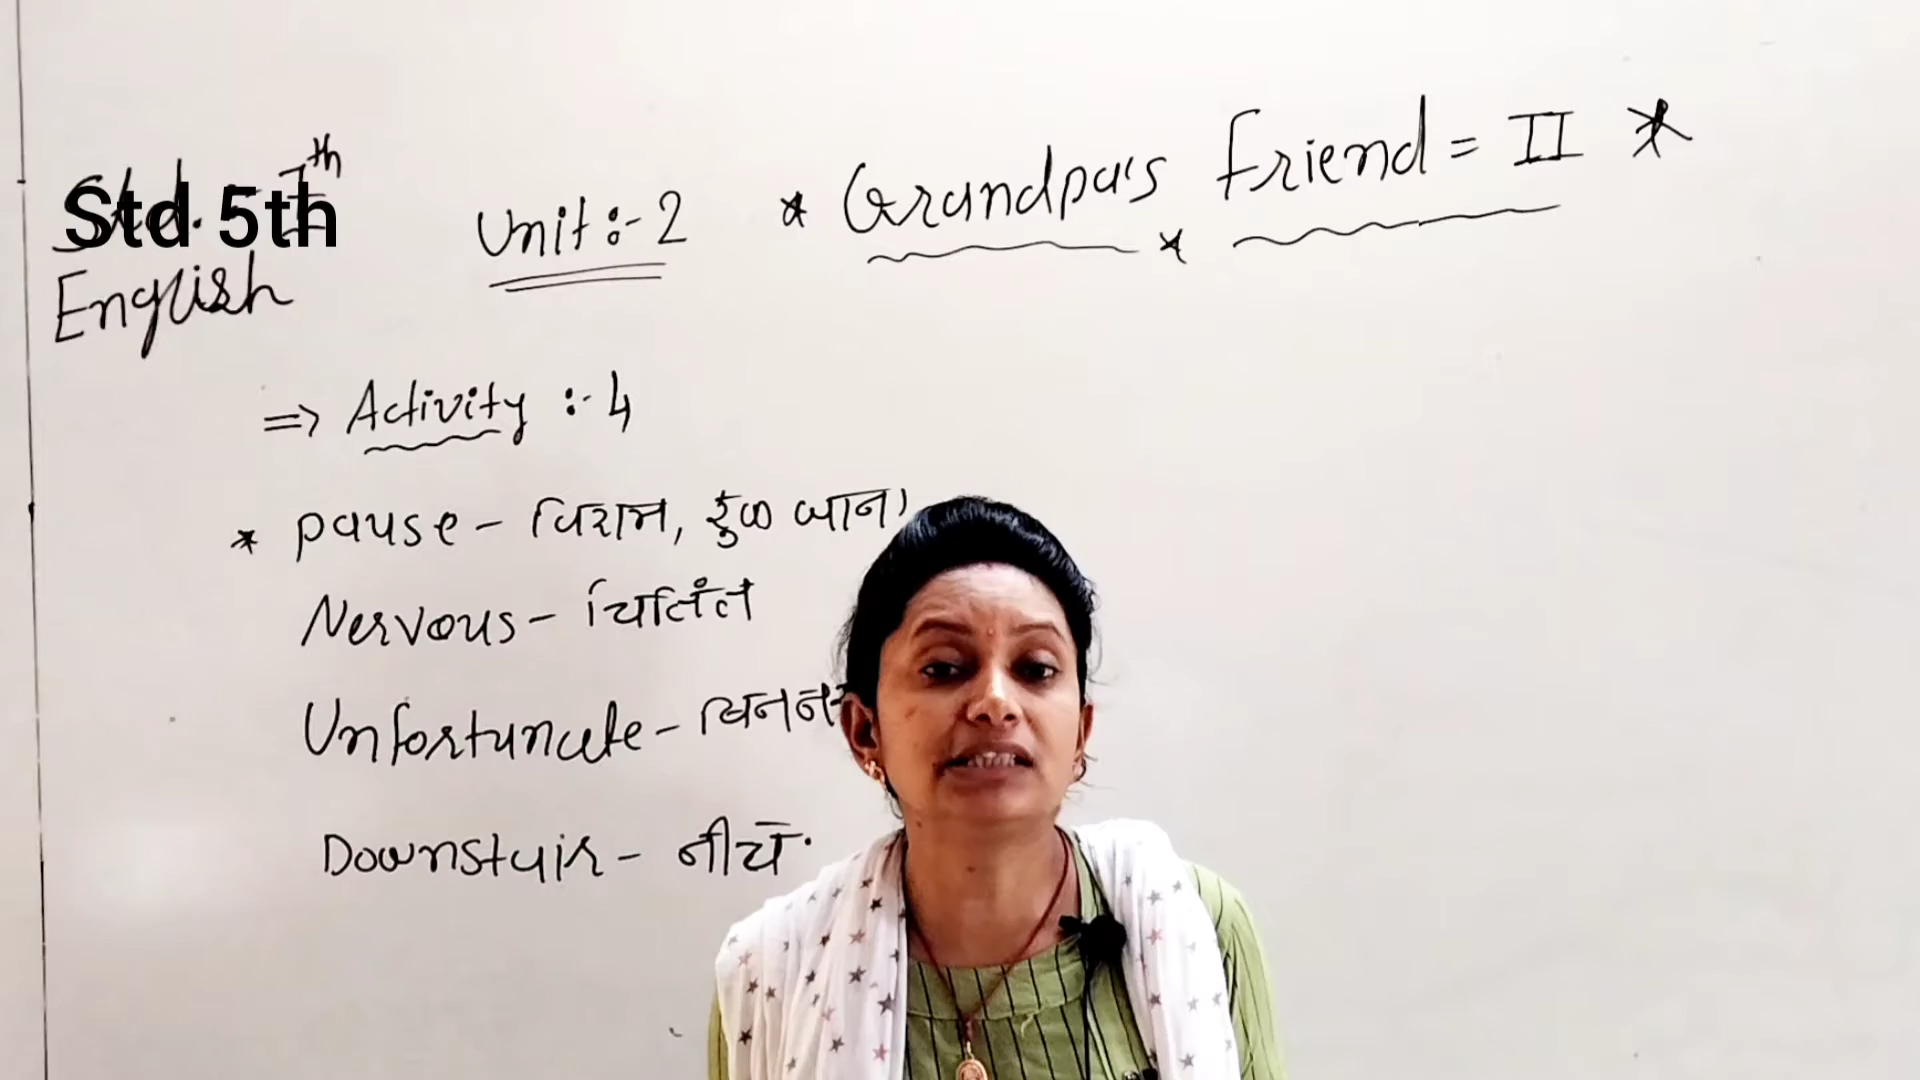 Std 5th
English
Unit :- 2
* Grandpa's Friend = II *
=> Activity :- 4
* Pause - विराम, रुक जाना
Nervous - चिंतित
Unfortunate -
Downstair - नीचे.